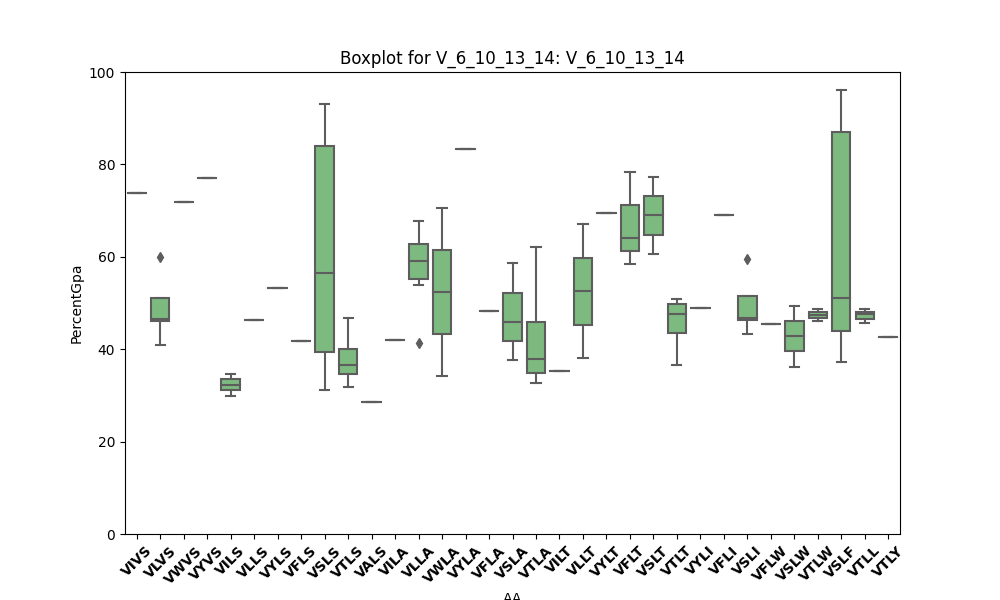 Boxplot for V_6_10_13_14: V_6_10_13_14
100
80
60
40
20
0
PercentGpa
VIVS VLVS VWVS VYVS VILS VLLS VYLS VFLS VSLS VTLS VALS VILA VLLA VWLA VYLA VFLA VSLA VTLA VILT VLLT VYLT VFLT VSLT VTLT VYLI VFLI VSLI VFLW VSLW VTLW VSLF VTLL VTLY
AA